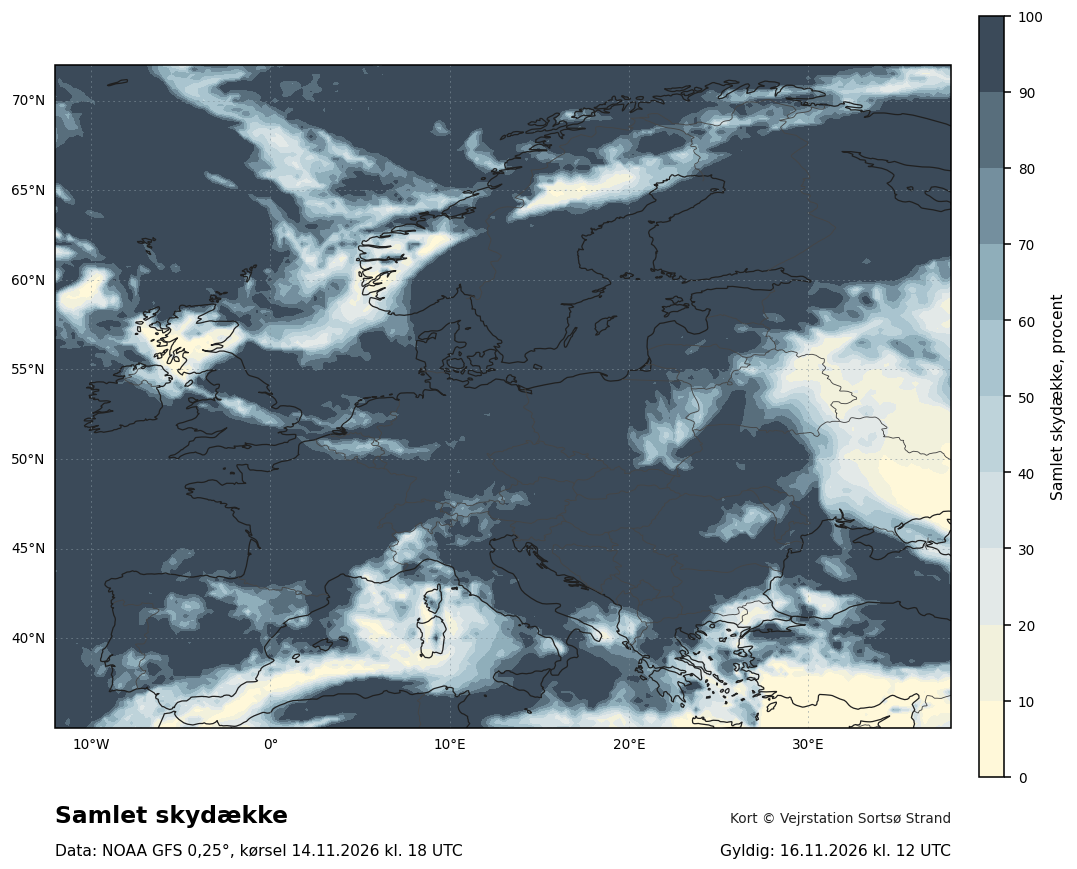 100
90
80
70
60
50
40
30
20
10
0
Samlet skydække, procent
70°N
65°N
60°N
55°N
50°N
45°N
40°N
10°W
0°
10°E
20°E
30°E
Samlet skydække
Kort © Vejrstation Sortsø Strand
Data: NOAA GFS 0,25°, kørsel 14.11.2026 kl. 18 UTC
Gyldig: 16.11.2026 kl. 12 UTC